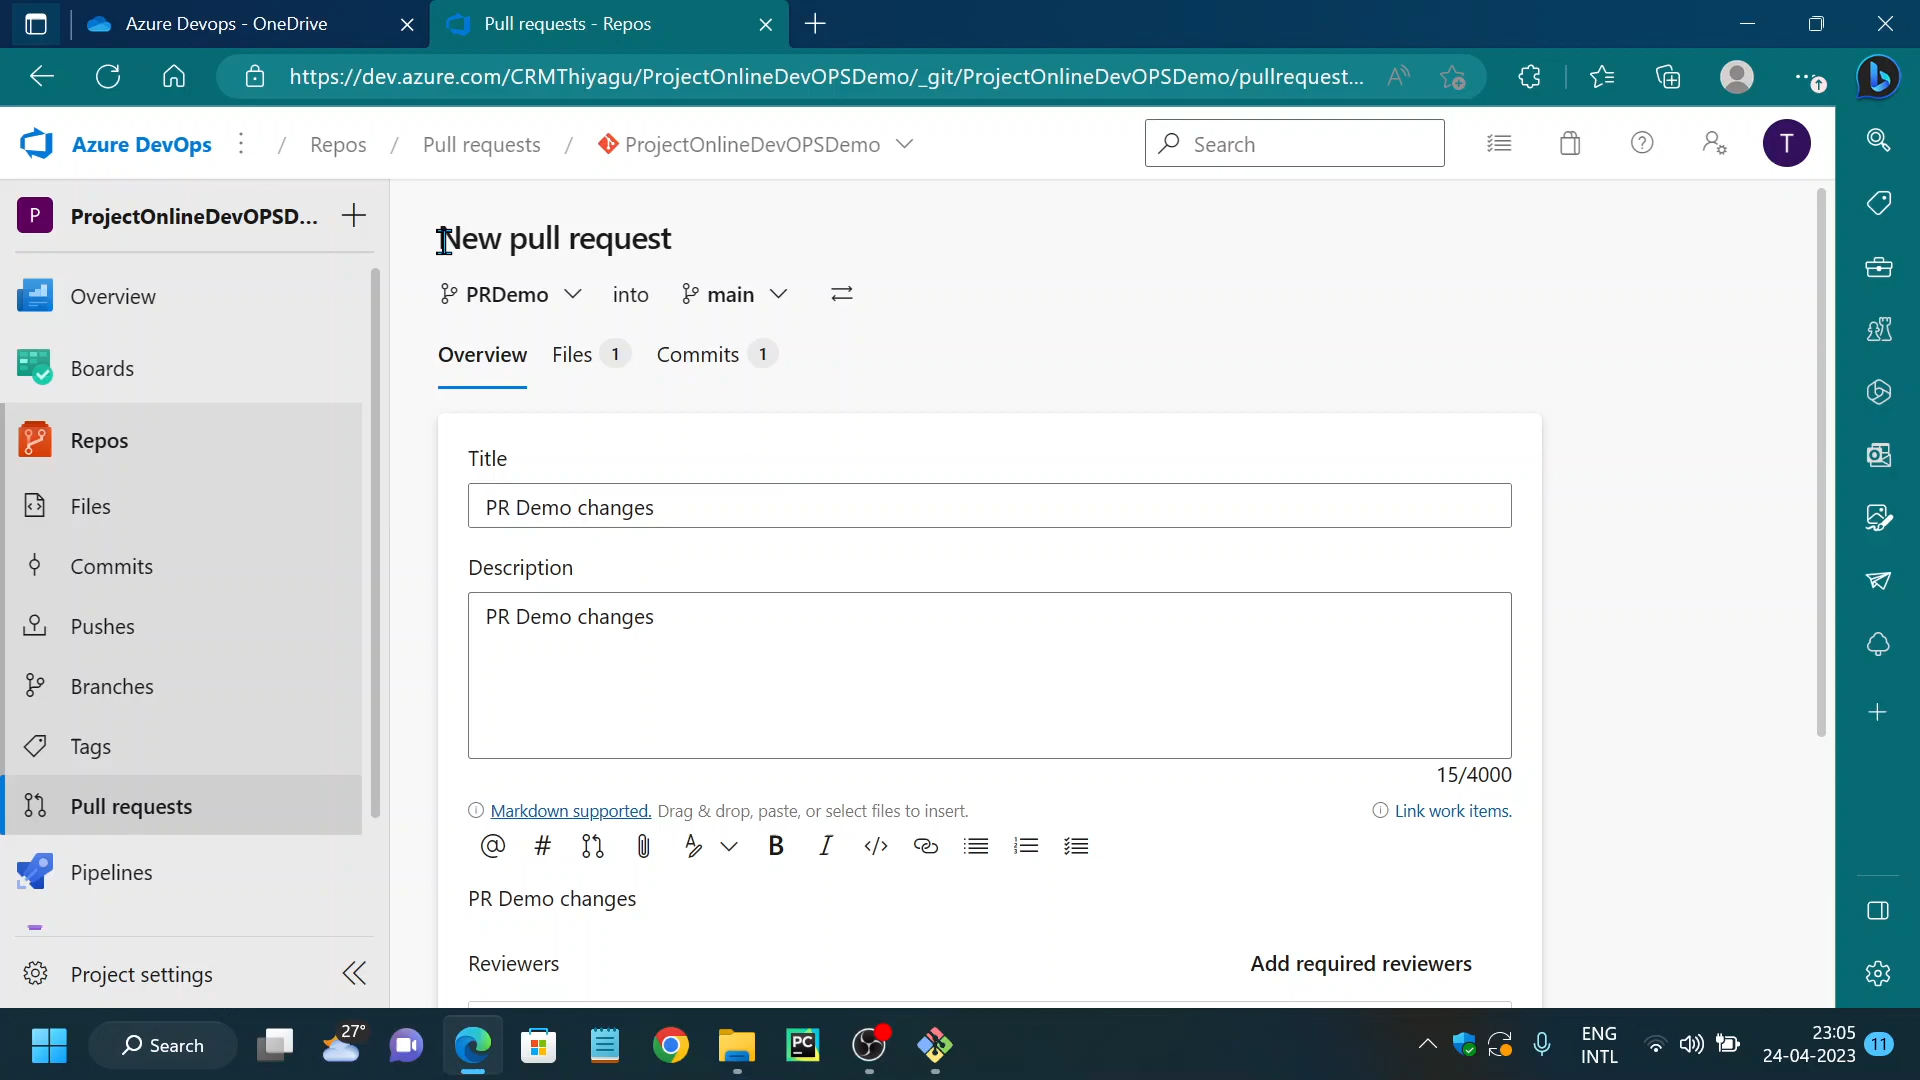 Azure Devops - OneDrive
Pull requests - Repos
https://dev.azure.com/CRMThiyagu/ProjectOnlineDevOPSDemo/_git/ProjectOnlineDevOPSDemo/pullrequest...
Azure DevOps / Repos / Pull requests / ProjectOnlineDevOPSDemo
Search
T
P ProjectOnlineDevOPSD...
Overview
Boards
Repos
Files
Commits
Pushes
Branches
Tags
Pull requests
Pipelines
Project settings
New pull request
PRDemo into main
Overview Files 1 Commits 1
Title
PR Demo changes
Description
PR Demo changes
15/4000
Markdown supported. Drag & drop, paste, or select files to insert.
Link work items.
PR Demo changes
Reviewers
Add required reviewers
Search
27°
PC
ENG
INTL
23:05
24-04-2023
11